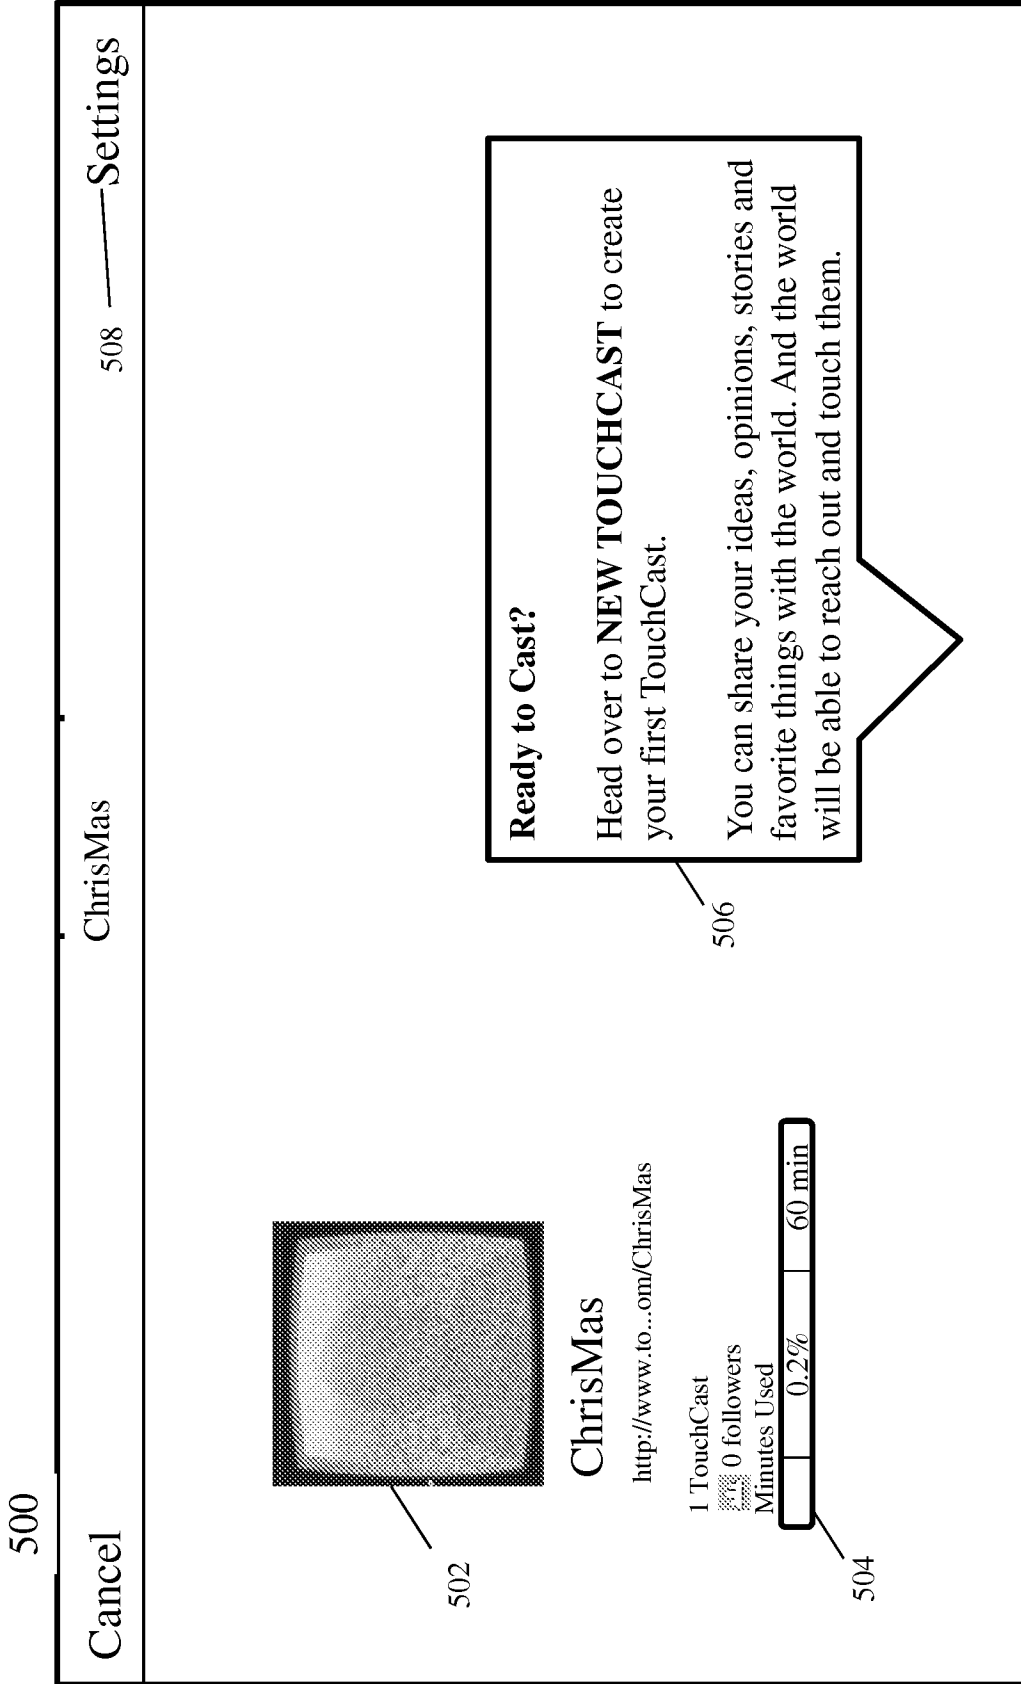 500
Cancel
ChrisMas
508
Settings
502
ChrisMas
http://www.to...om/ChrisMas
1 TouchCast
0 followers
Minutes Used
0.2%
60 min
504
Ready to Cast?
Head over to NEW TOUCHCAST to create
your first TouchCast.
You can share your ideas, opinions, stories and
favorite things with the world. And the world
will be able to reach out and touch them.
506